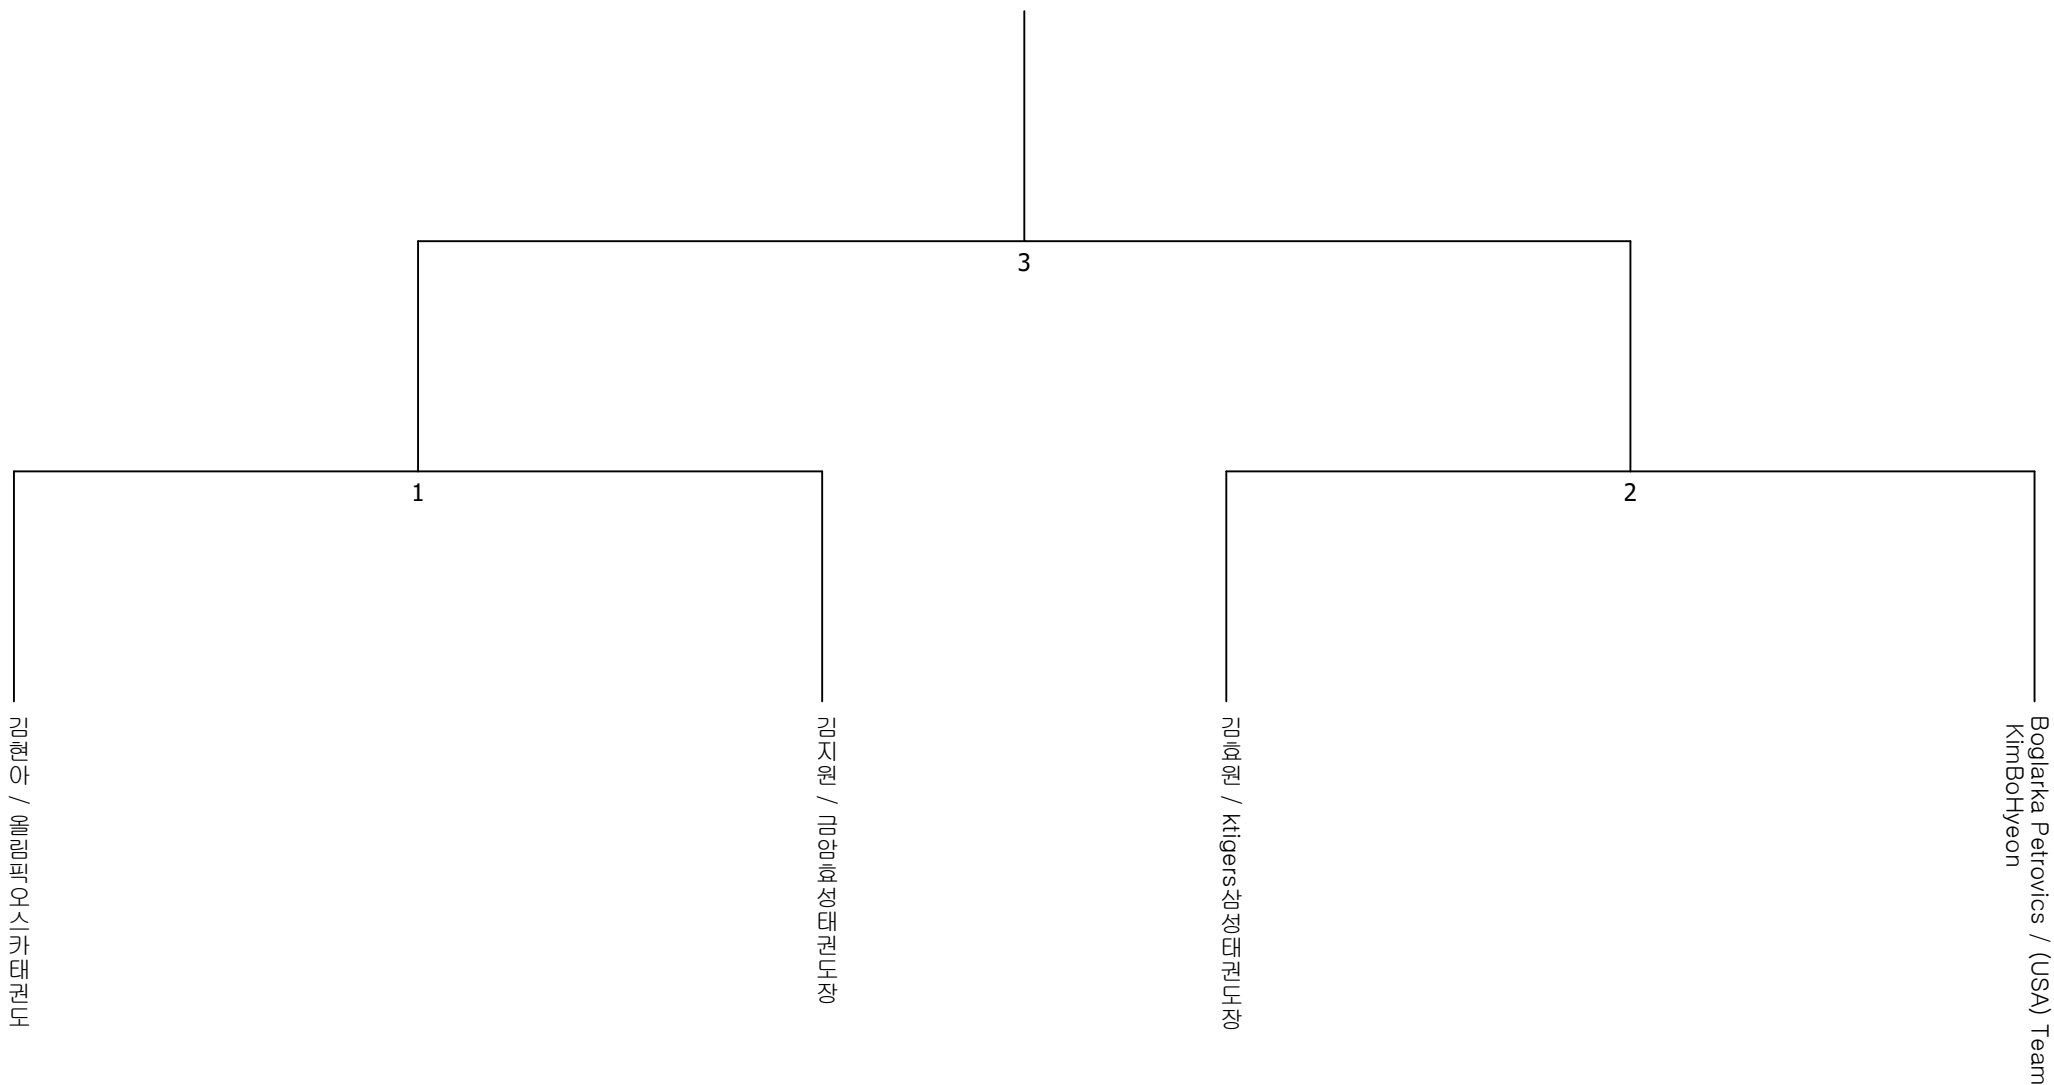 3
1
2
김현아 / 올림픽오스카태권도
김지원 / 금암효성태권도장
김효원 / ktigers삼성태권도장
Boglarka Petrovics / (USA) Team
KimBoHyeon